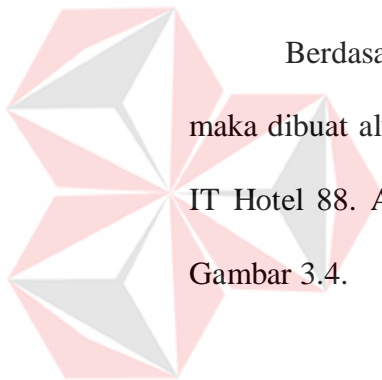 Berdasa
maka dibuat al
IT Hotel 88. A
Gambar 3.4.